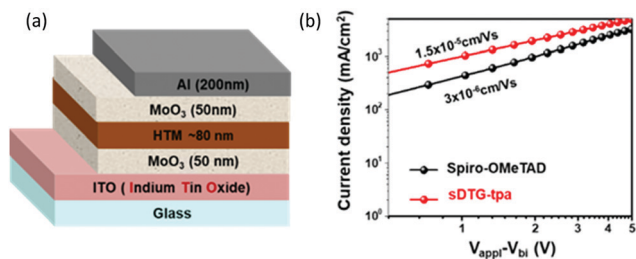 (a)
Al (200nm)
MoO₃ (50nm)
HTM ~80 nm
MoO₃ (50 nm)
ITO ( Indium Tin Oxide)
Glass
(b)
Current density (mA/cm²)
10³
10²
10¹
10⁰
1.5x10⁻⁵cm/Vs
3x10⁻⁶cm/Vs
Spiro-OMeTAD
sDTG-tpa
1 2 3 4 5
Vappl-Vbi (V)